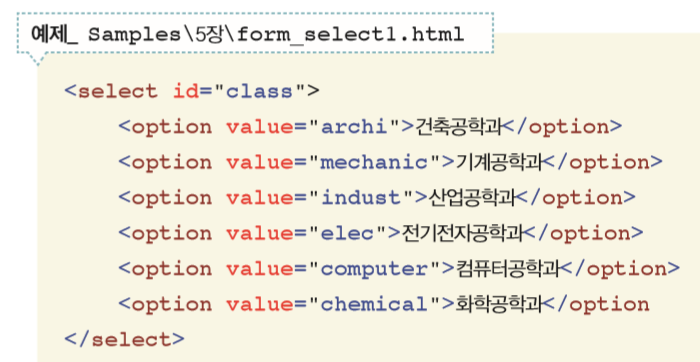 예제_ Samples\5장\form_select1.html
<select id="class">
<option value="archi">건축공학과</option>
<option value="mechanic">기계공학과</option>
<option value="indust">산업공학과</option>
<option value="elec">전기전자공학과</option>
<option value="computer">컴퓨터공학과</option>
<option value="chemical">화학공학과</option
</select>